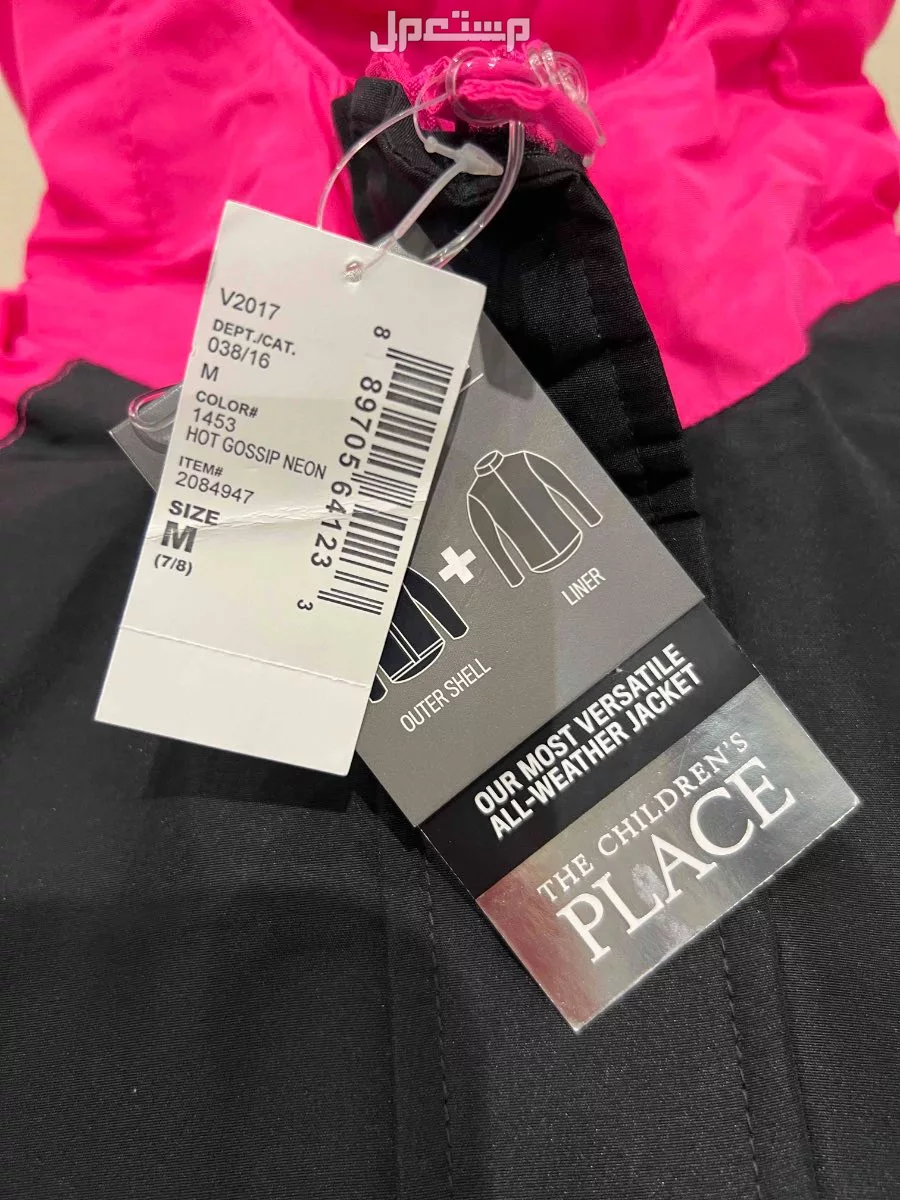 مستعمل
V2017
DEPT./CAT.
038/16
M
COLOR#
1453
HOT GOSSIP NEON
ITEM#
2084947
SIZE
M
(7/8)
8 89705 64123 3
+
OUTER SHELL
LINER
OUR MOST VERSATILE
ALL-WEATHER JACKET
THE CHILDREN'S
PLACE